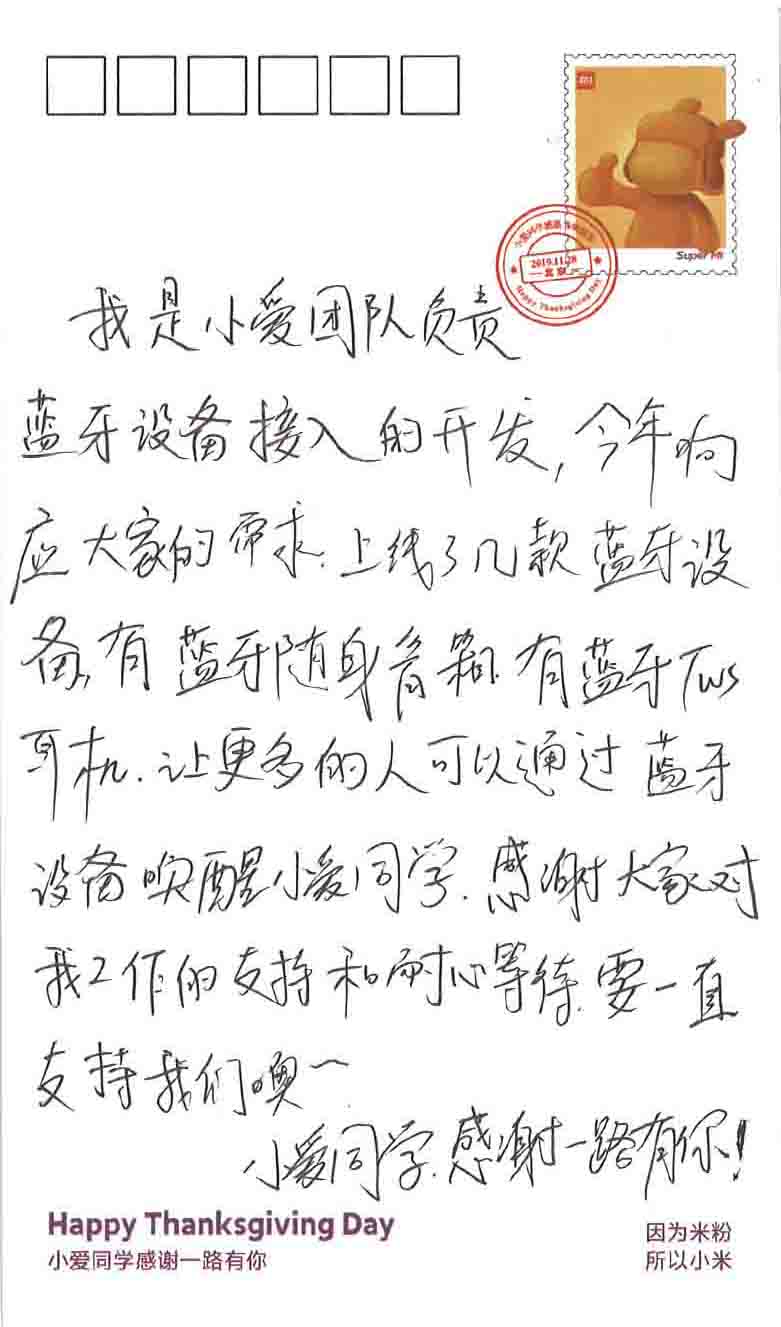 Super MI
2019.11.28
北京
Happy Thanksgiving Day
我是小爱团队负责
蓝牙设备接入的开发,今年响
应大家的需求.上线了几款蓝牙设
备,有蓝牙随身音箱.有蓝牙TWS
耳机.让更多的人可以通过蓝牙
设备唤醒小爱同学.感谢大家对
我工作的支持和耐心等待.要一直
支持我们噢~
小爱同学.感谢一路有你!
Happy Thanksgiving Day
小爱同学感谢一路有你
因为米粉
所以小米